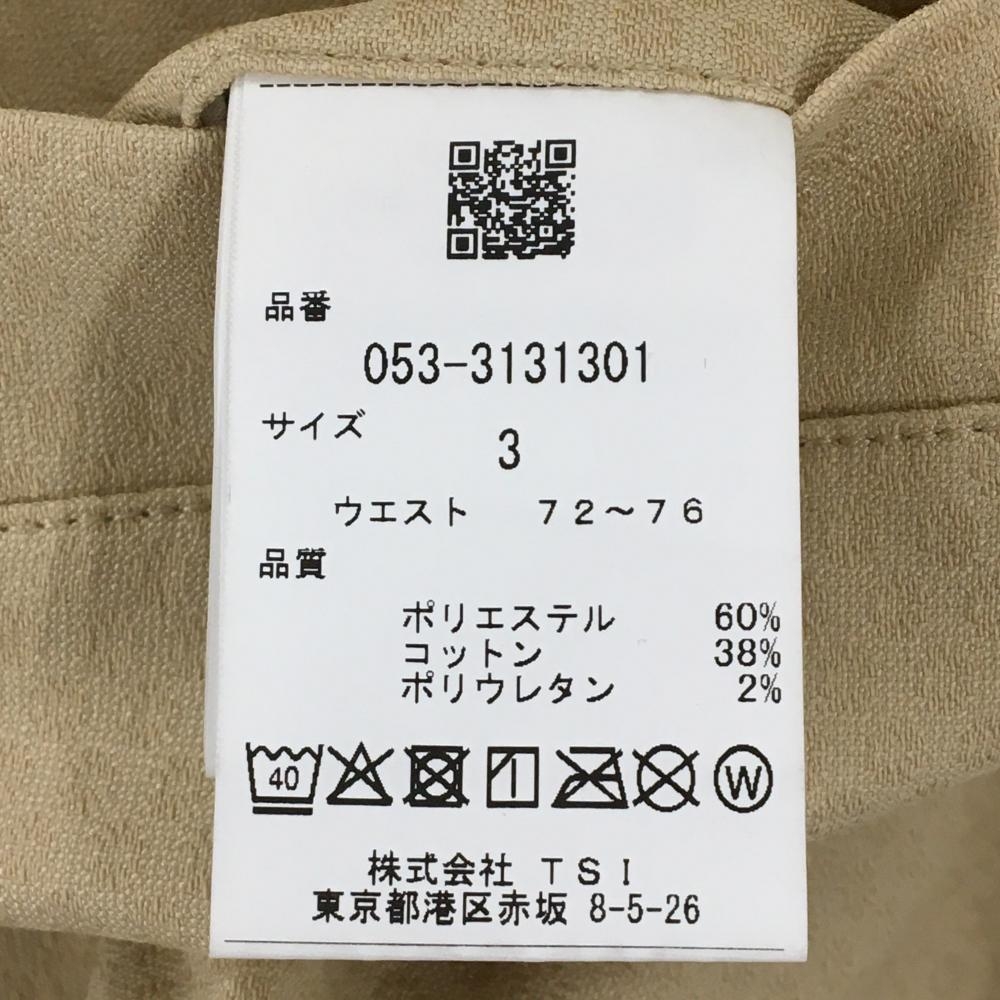 品番
053-3131301
サイズ
3
ウエスト 72～76
品質
ポリエステル 60%
コットン 38%
ポリウレタン 2%
40 W
株式会社 TSI
東京都港区赤坂 8-5-26